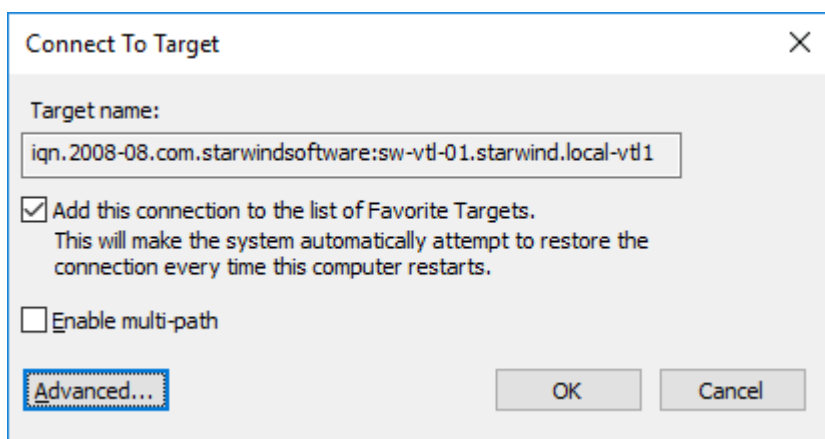 Connect To Target
Target name:
iqn.2008-08.com.starwindsoftware:sw-vtl-01.starwind.local-vtl1
Add this connection to the list of Favorite Targets.
This will make the system automatically attempt to restore the
connection every time this computer restarts.
Enable multi-path
Advanced... OK Cancel